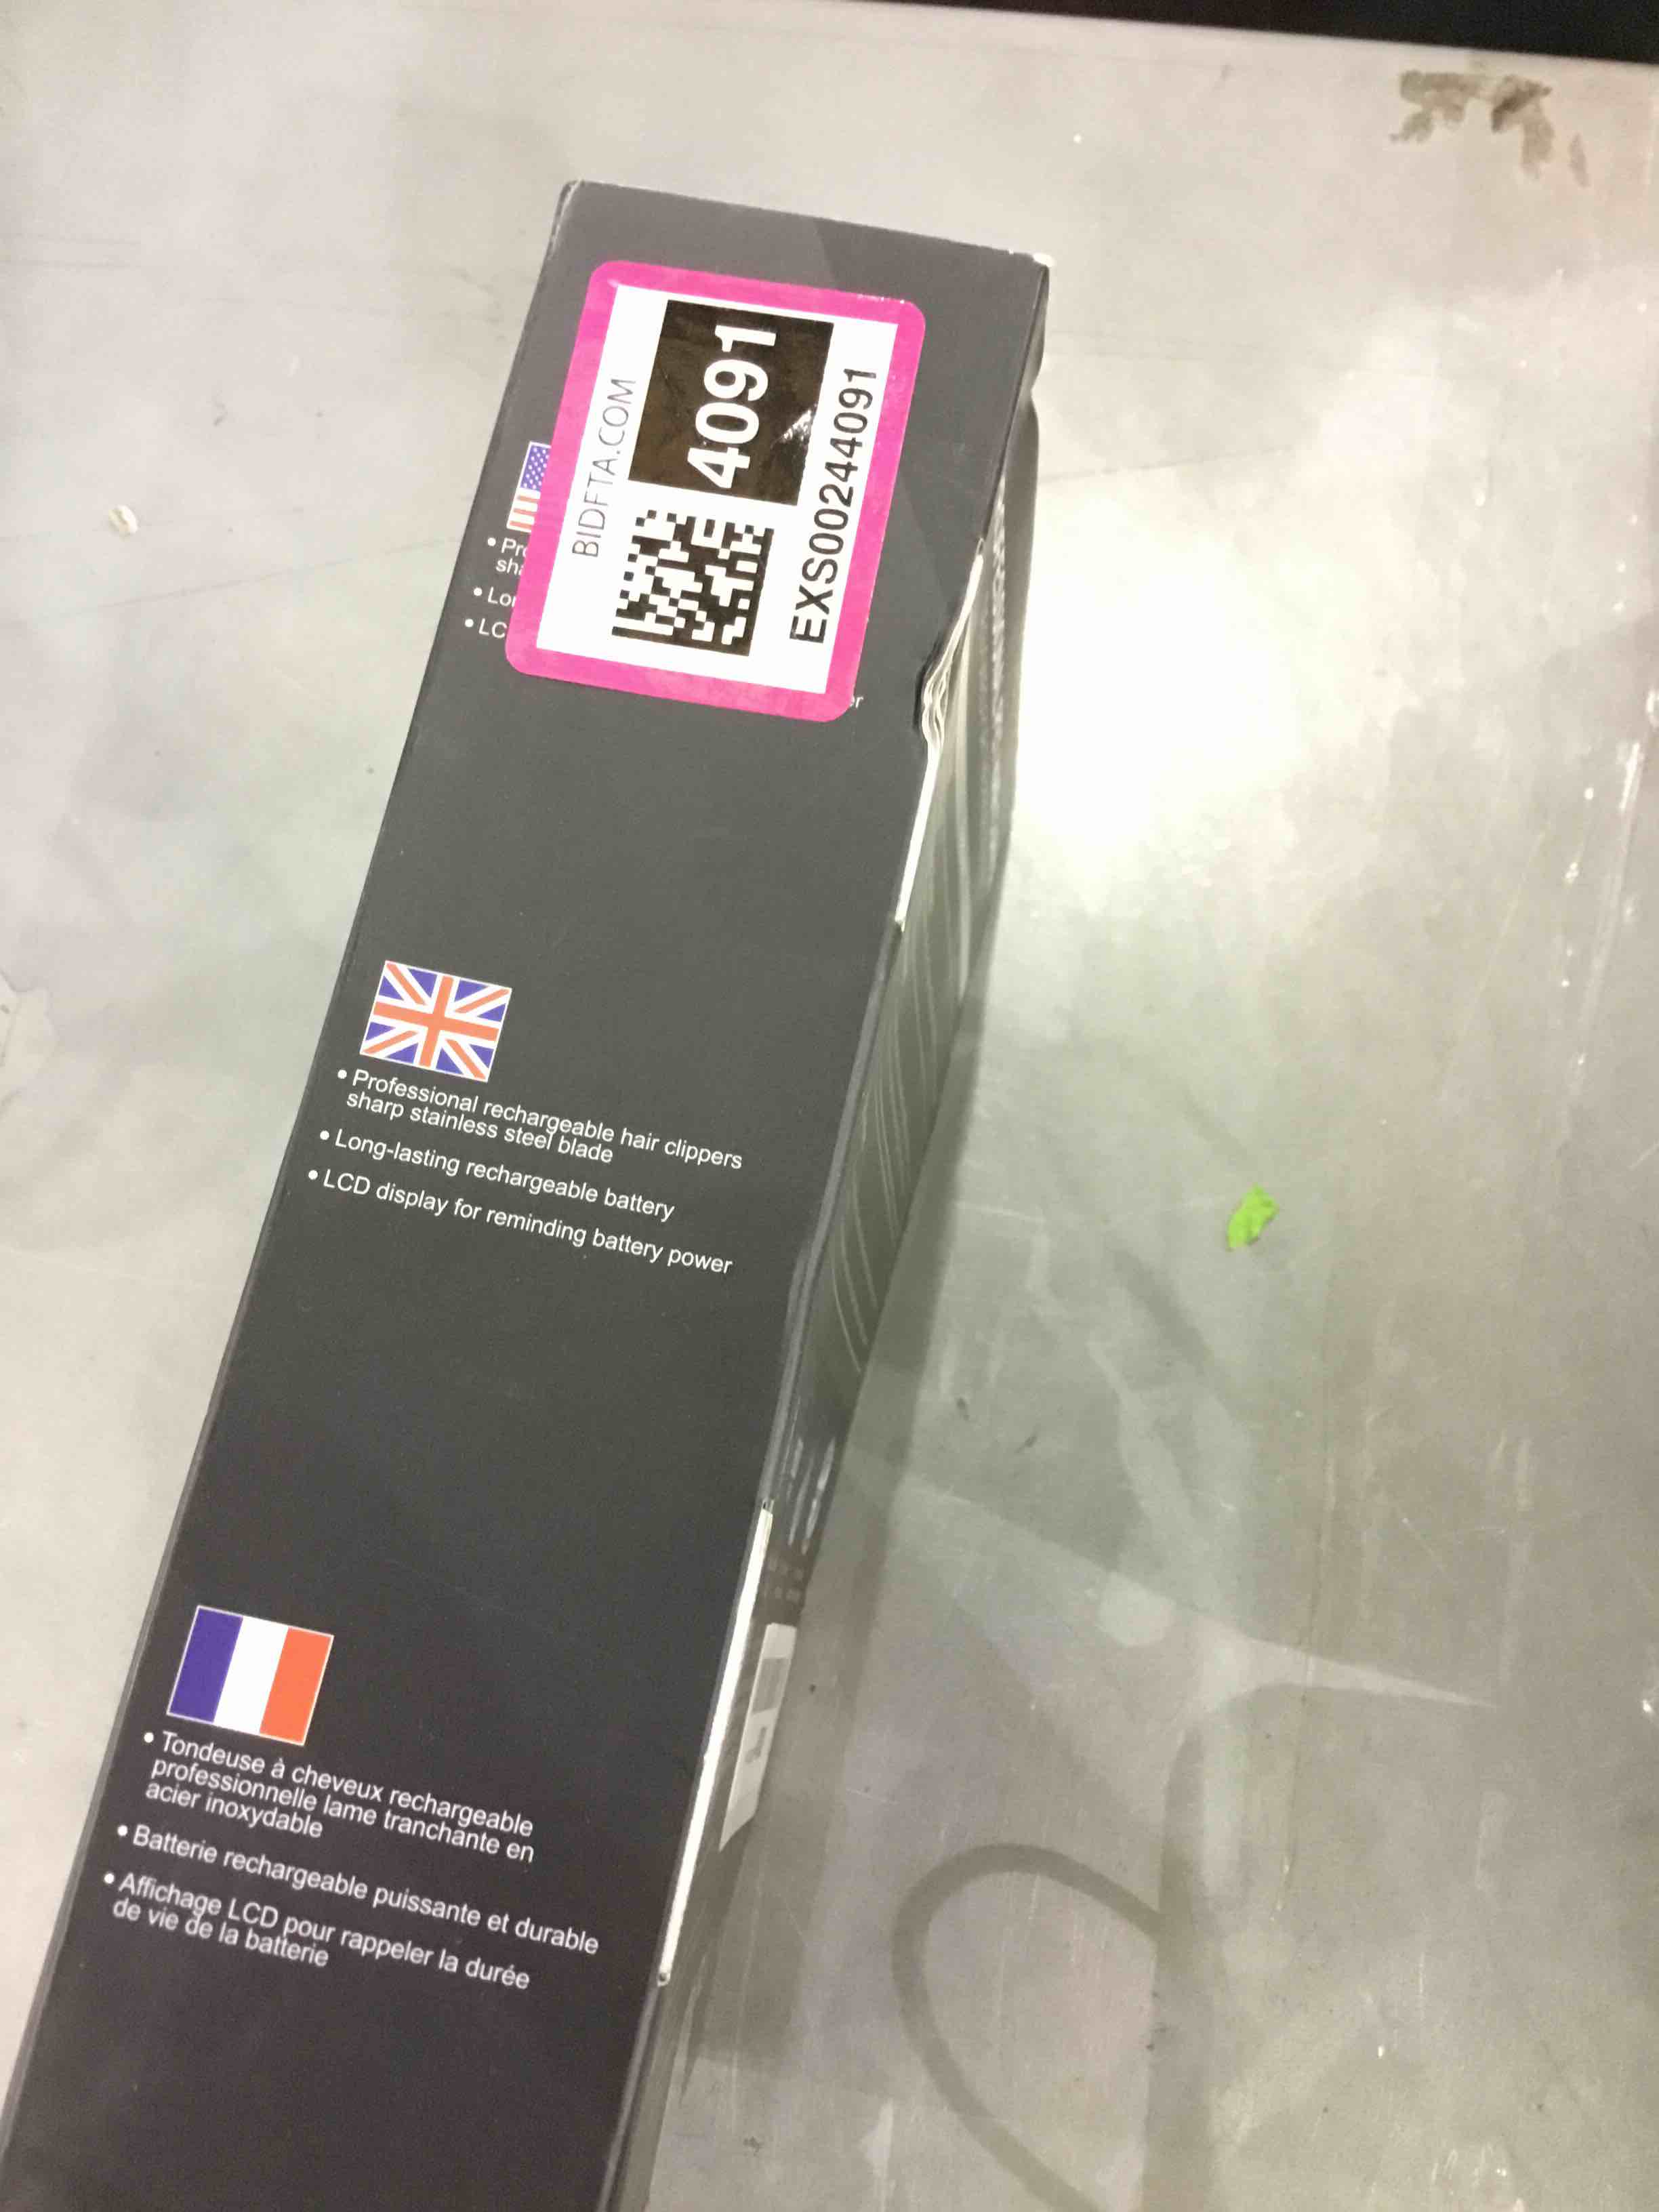 BIDFTA.COM
4091
EXS00244091
• Professional rechargeable hair clippers
sharp stainless steel blade
• Long-lasting rechargeable battery
• LCD display for reminding battery power
• Tondeuse à cheveux rechargeable
professionnelle lame tranchante en
acier inoxydable
• Batterie rechargeable puissante et durable
• Affichage LCD pour rappeler la durée
de vie de la batterie